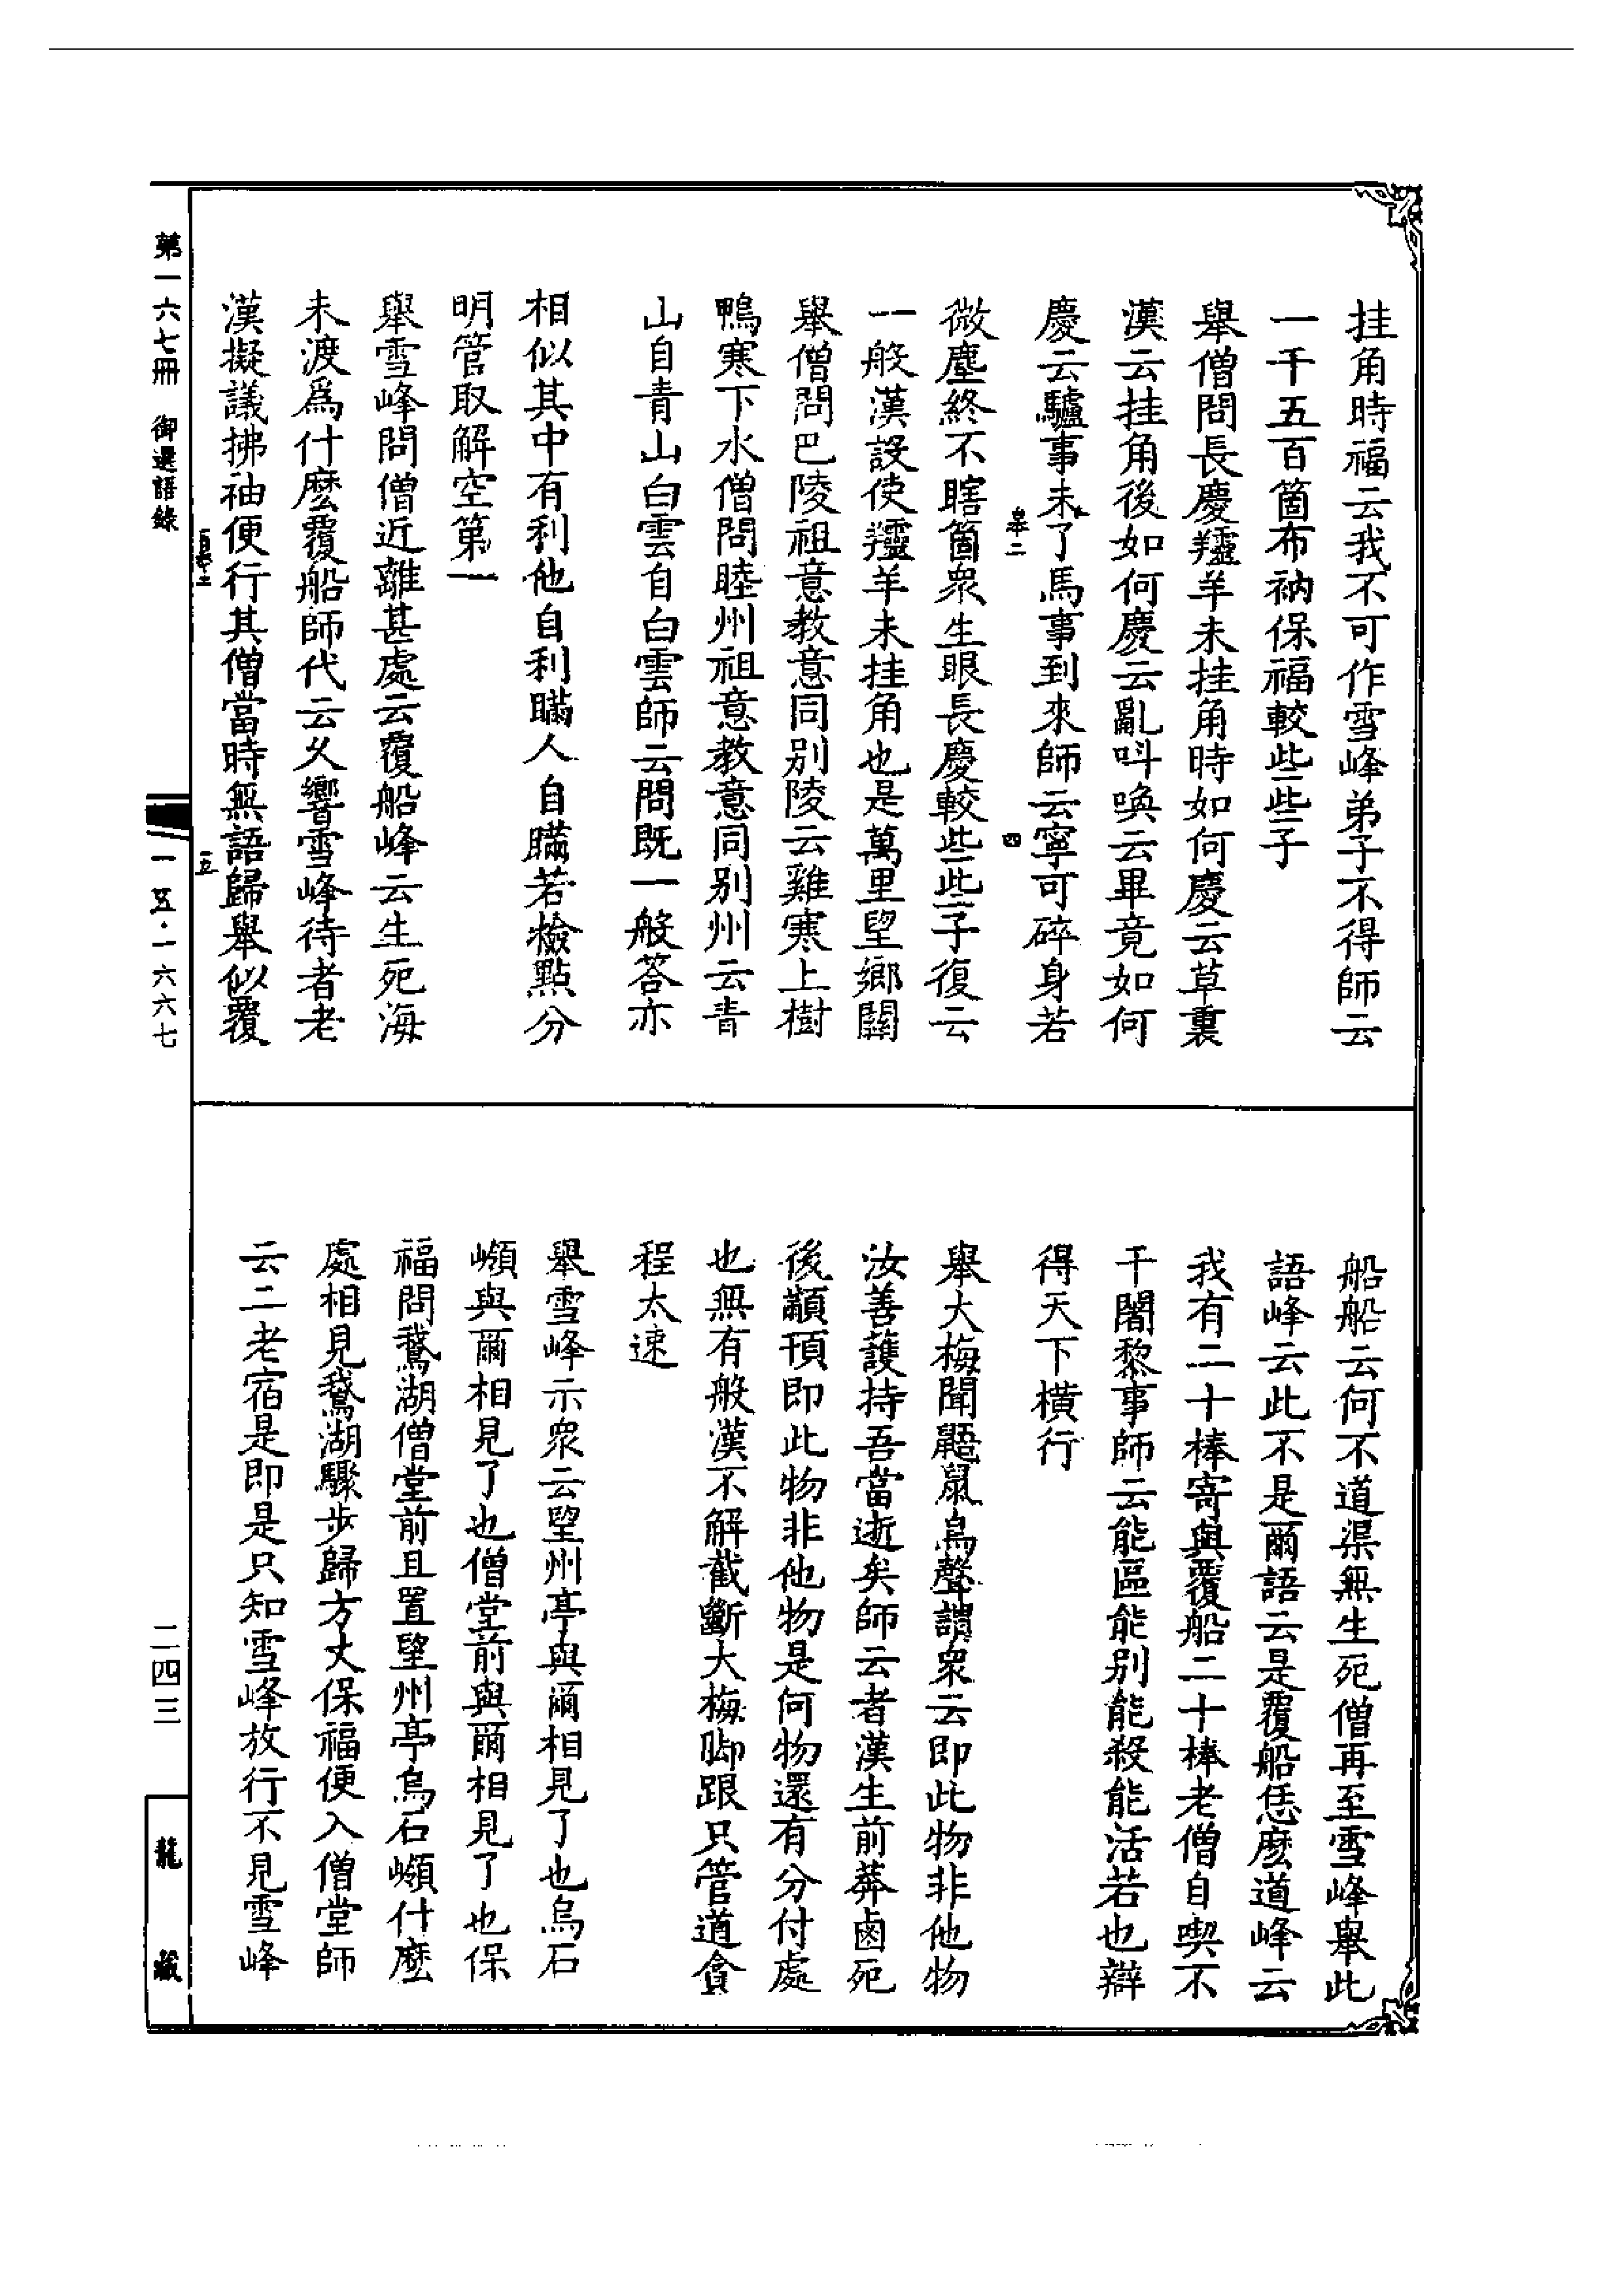 挂角時福云我不可作雪峰弟子不得師云
一千五百箇布衲保福較些些子
舉僧問長慶羺羊未挂角時如何慶云草裏
漢云挂角後如何慶云亂叫喚云畢竟如何
慶云驢事未了馬事到來師云寧可碎身若
微塵終不瞎箇衆生眼長慶較些些子復云
一般漢設使羺羊未挂角也是萬里望鄉關
舉僧問巴陵祖意教意同別陵云雞寒上樹
鴨寒下水僧問睦州祖意教意同別州云青
山自青山白雲自白雲師云問既一般答亦
相似其中有利他自利瞞人自瞞若檢點分
明管取解空第一
舉雪峰問僧近離甚處云覆船峰云生死海
未渡爲什麽覆船師代云久響雪峰待者老
漢擬議拂袖便行其僧當時無語歸舉似覆
船船云何不道渠無生死僧再至雪峰舉此
語峰云此不是爾語云是覆船恁麽道峰云
我有二十棒寄與覆船二十棒老僧自喫不
干闍黎事師云能區能別能殺能活若也辯
得天下橫行
舉大梅聞鼯鼠鳥聲謂衆云即此物非他物
汝善護持吾當逝矣師云者漢生前莽鹵死
後顢頇即此物非他物是何物還有分付處
也無有般漢不解截斷大梅脚跟只管道貪
程太速
舉雪峰示衆云望州亭與爾相見了也烏石
嶺與爾相見了也僧堂前與爾相見了也保
福問鵞湖僧堂前且置望州亭烏石嶺什麽
處相見鵞湖驟步歸方丈保福便入僧堂師
云二老宿是即是只知雪峰放行不見雪峰
第一六七冊 御選語錄
一五·一六六七
二四三
龍藏